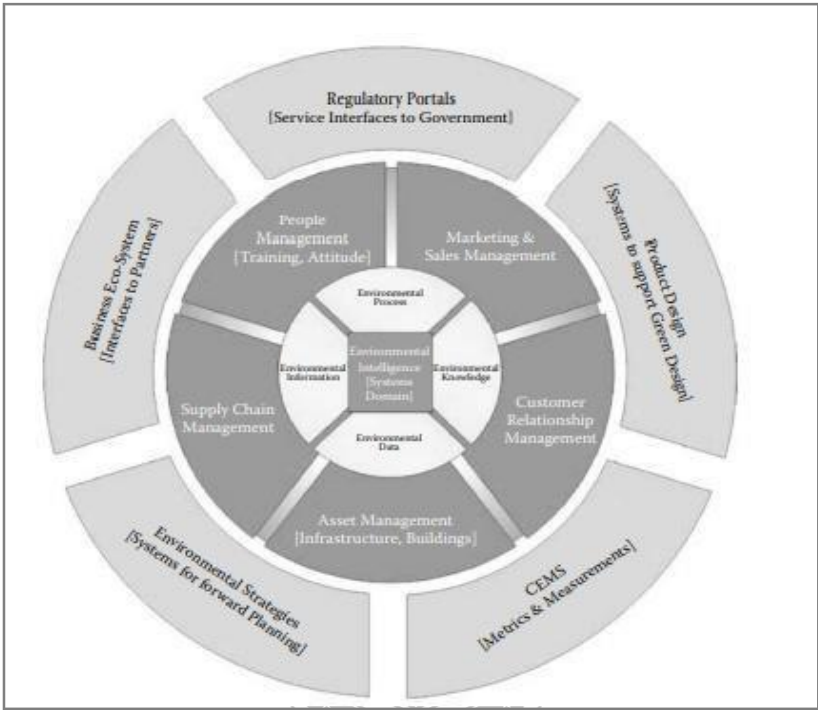 Regulatory Portals
[Service Interfaces to Government]
Business Eco-System
[Interfaces to Partners]
Product Design
[Systems to support Green Design]
People
Management
[Training, Attitude]
Marketing &
Sales Management
Environmental
Process
Environmental
Information
Environmental
Intelligence
[Systems
Domain]
Environmental
Knowledge
Environmental
Data
Supply Chain
Management
Customer
Relationship
Management
Asset Management
[Infrastructure, Buildings]
Environmental Strategies
[Systems for forward Planning]
CEMS
[Metrics & Measurements]